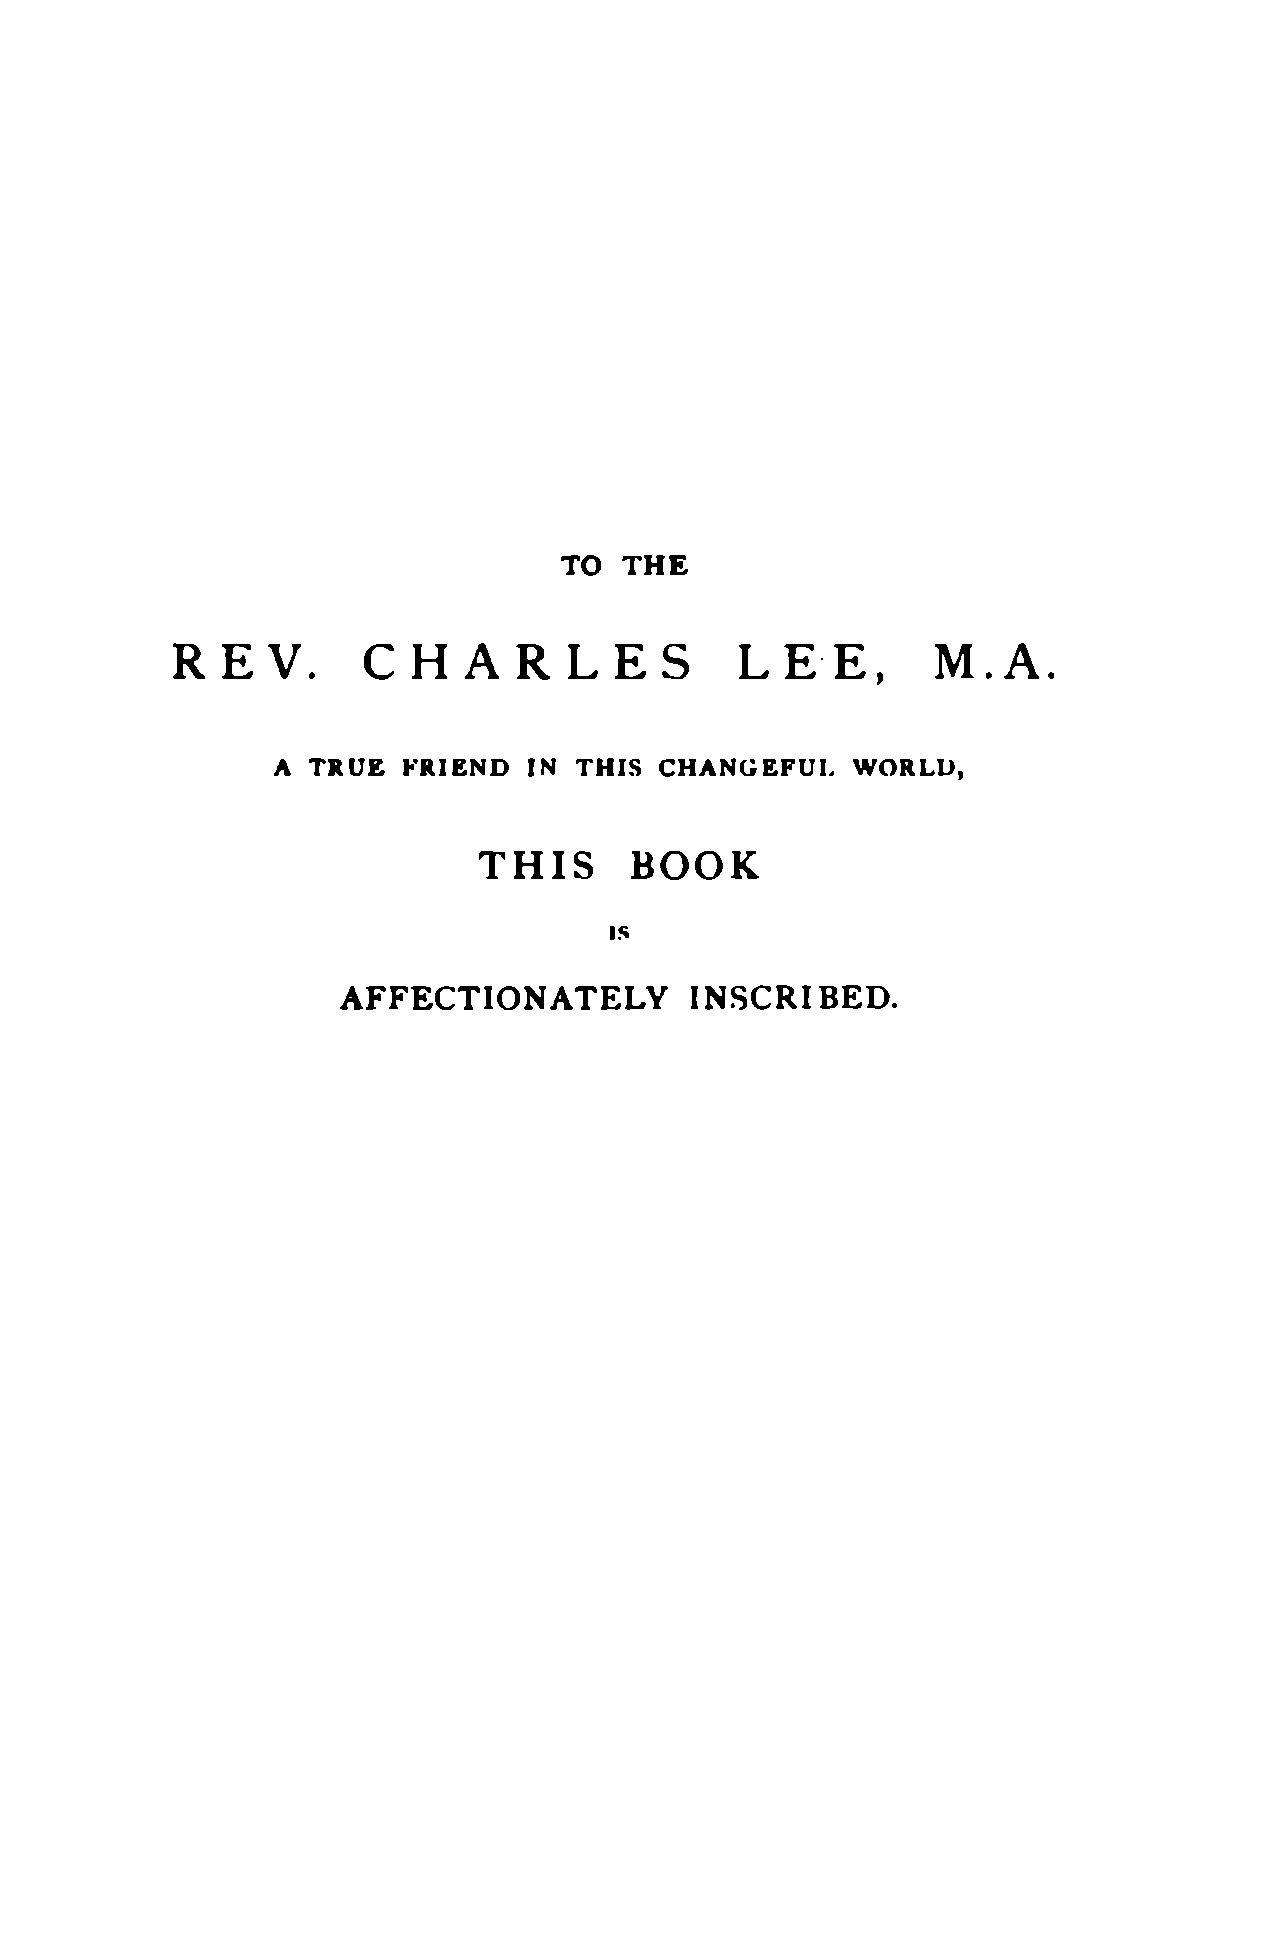 TO THE
REV. CHARLES LEE, M.A.
A TRUE FRIEND IN THIS CHANGEFUL WORLD,
THIS BOOK
IS
AFFECTIONATELY INSCRIBED.